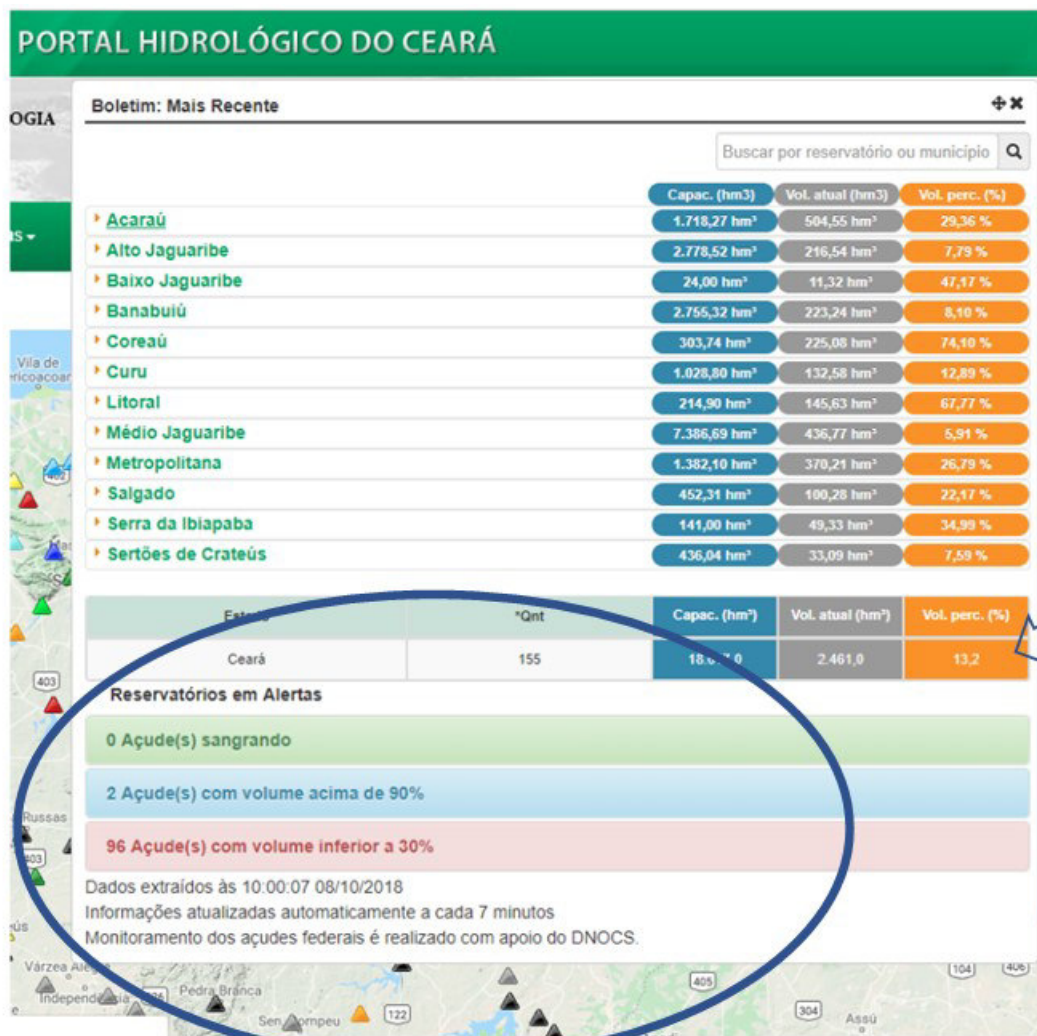 PORTAL HIDROLÓGICO DO CEARÁ
OGIA
Boletim: Mais Recente
Buscar por reservatório ou município
Capac. (hm3) Vol. atual (hm3) Vol. perc. (%)
Acaraú 1.718,27 hm³ 504,55 hm³ 29,36 %
Alto Jaguaribe 2.778,52 hm³ 216,54 hm³ 7,79 %
Baixo Jaguaribe 24,00 hm³ 11,32 hm³ 47,17 %
Banabuiú 2.755,32 hm³ 223,24 hm³ 8,10 %
Coreaú 303,74 hm³ 225,08 hm³ 74,10 %
Curu 1.028,80 hm³ 132,58 hm³ 12,89 %
Litoral 214,90 hm³ 145,63 hm³ 67,77 %
Médio Jaguaribe 7.386,69 hm³ 436,77 hm³ 5,91 %
Metropolitana 1.382,10 hm³ 370,21 hm³ 26,79 %
Salgado 452,31 hm³ 100,28 hm³ 22,17 %
Serra da Ibiapaba 141,00 hm³ 49,33 hm³ 34,99 %
Sertões de Crateús 436,04 hm³ 33,09 hm³ 7,59 %
*Qnt Capac. (hm³) Vol. atual (hm³) Vol. perc. (%)
Ceará 155 2.461,0 13,2
Reservatórios em Alertas
0 Açude(s) sangrando
2 Açude(s) com volume acima de 90%
96 Açude(s) com volume inferior a 30%
Dados extraídos às 10:00:07 08/10/2018
Informações atualizadas automaticamente a cada 7 minutos
Monitoramento dos açudes federais é realizado com apoio do DNOCS.
Vila de
ricoacoar
402
403
Russas
403
ús
Várzea Alegre
Independência 226 Pedra Branca
Sen. Pompeu 122
405
104 406
304 Assú